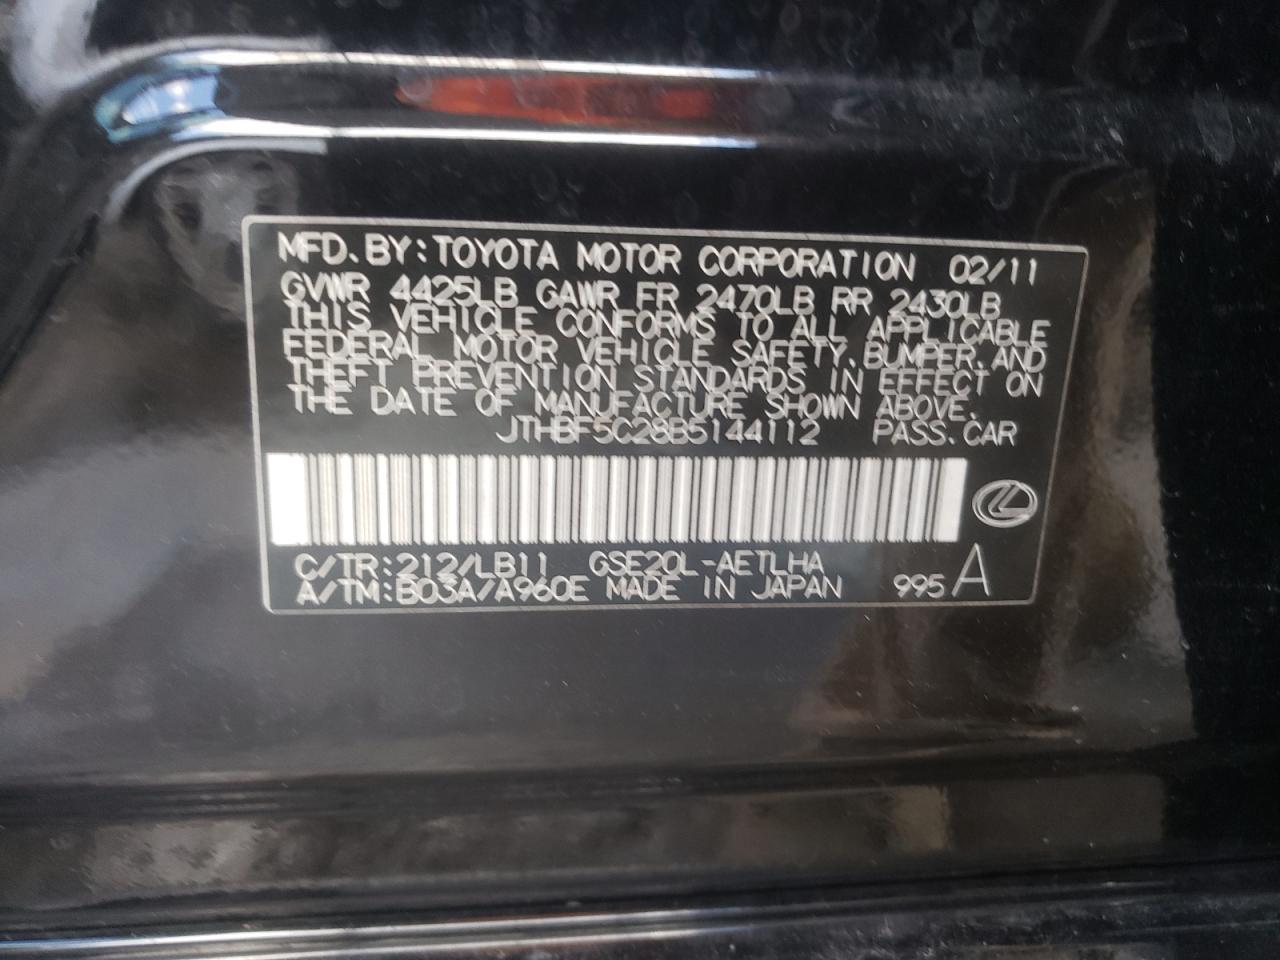 MFD.BY:TOYOTA MOTOR CORPORATION 02/11
GVWR 4425LB GAWR FR 2470LB RR 2430LB
THIS VEHICLE CONFORMS TO ALL APPLICABLE
FEDERAL MOTOR VEHICLE SAFETY,BUMPER,AND
THEFT PREVENTION STANDARDS IN EFFECT ON
THE DATE OF MANUFACTURE SHOWN ABOVE.
JTHBF5C28B5144112 PASS.CAR
C/TR:212/LB11 GSE20L-AETLHA
A/TM:B03A/A960E MADE IN JAPAN 995 A